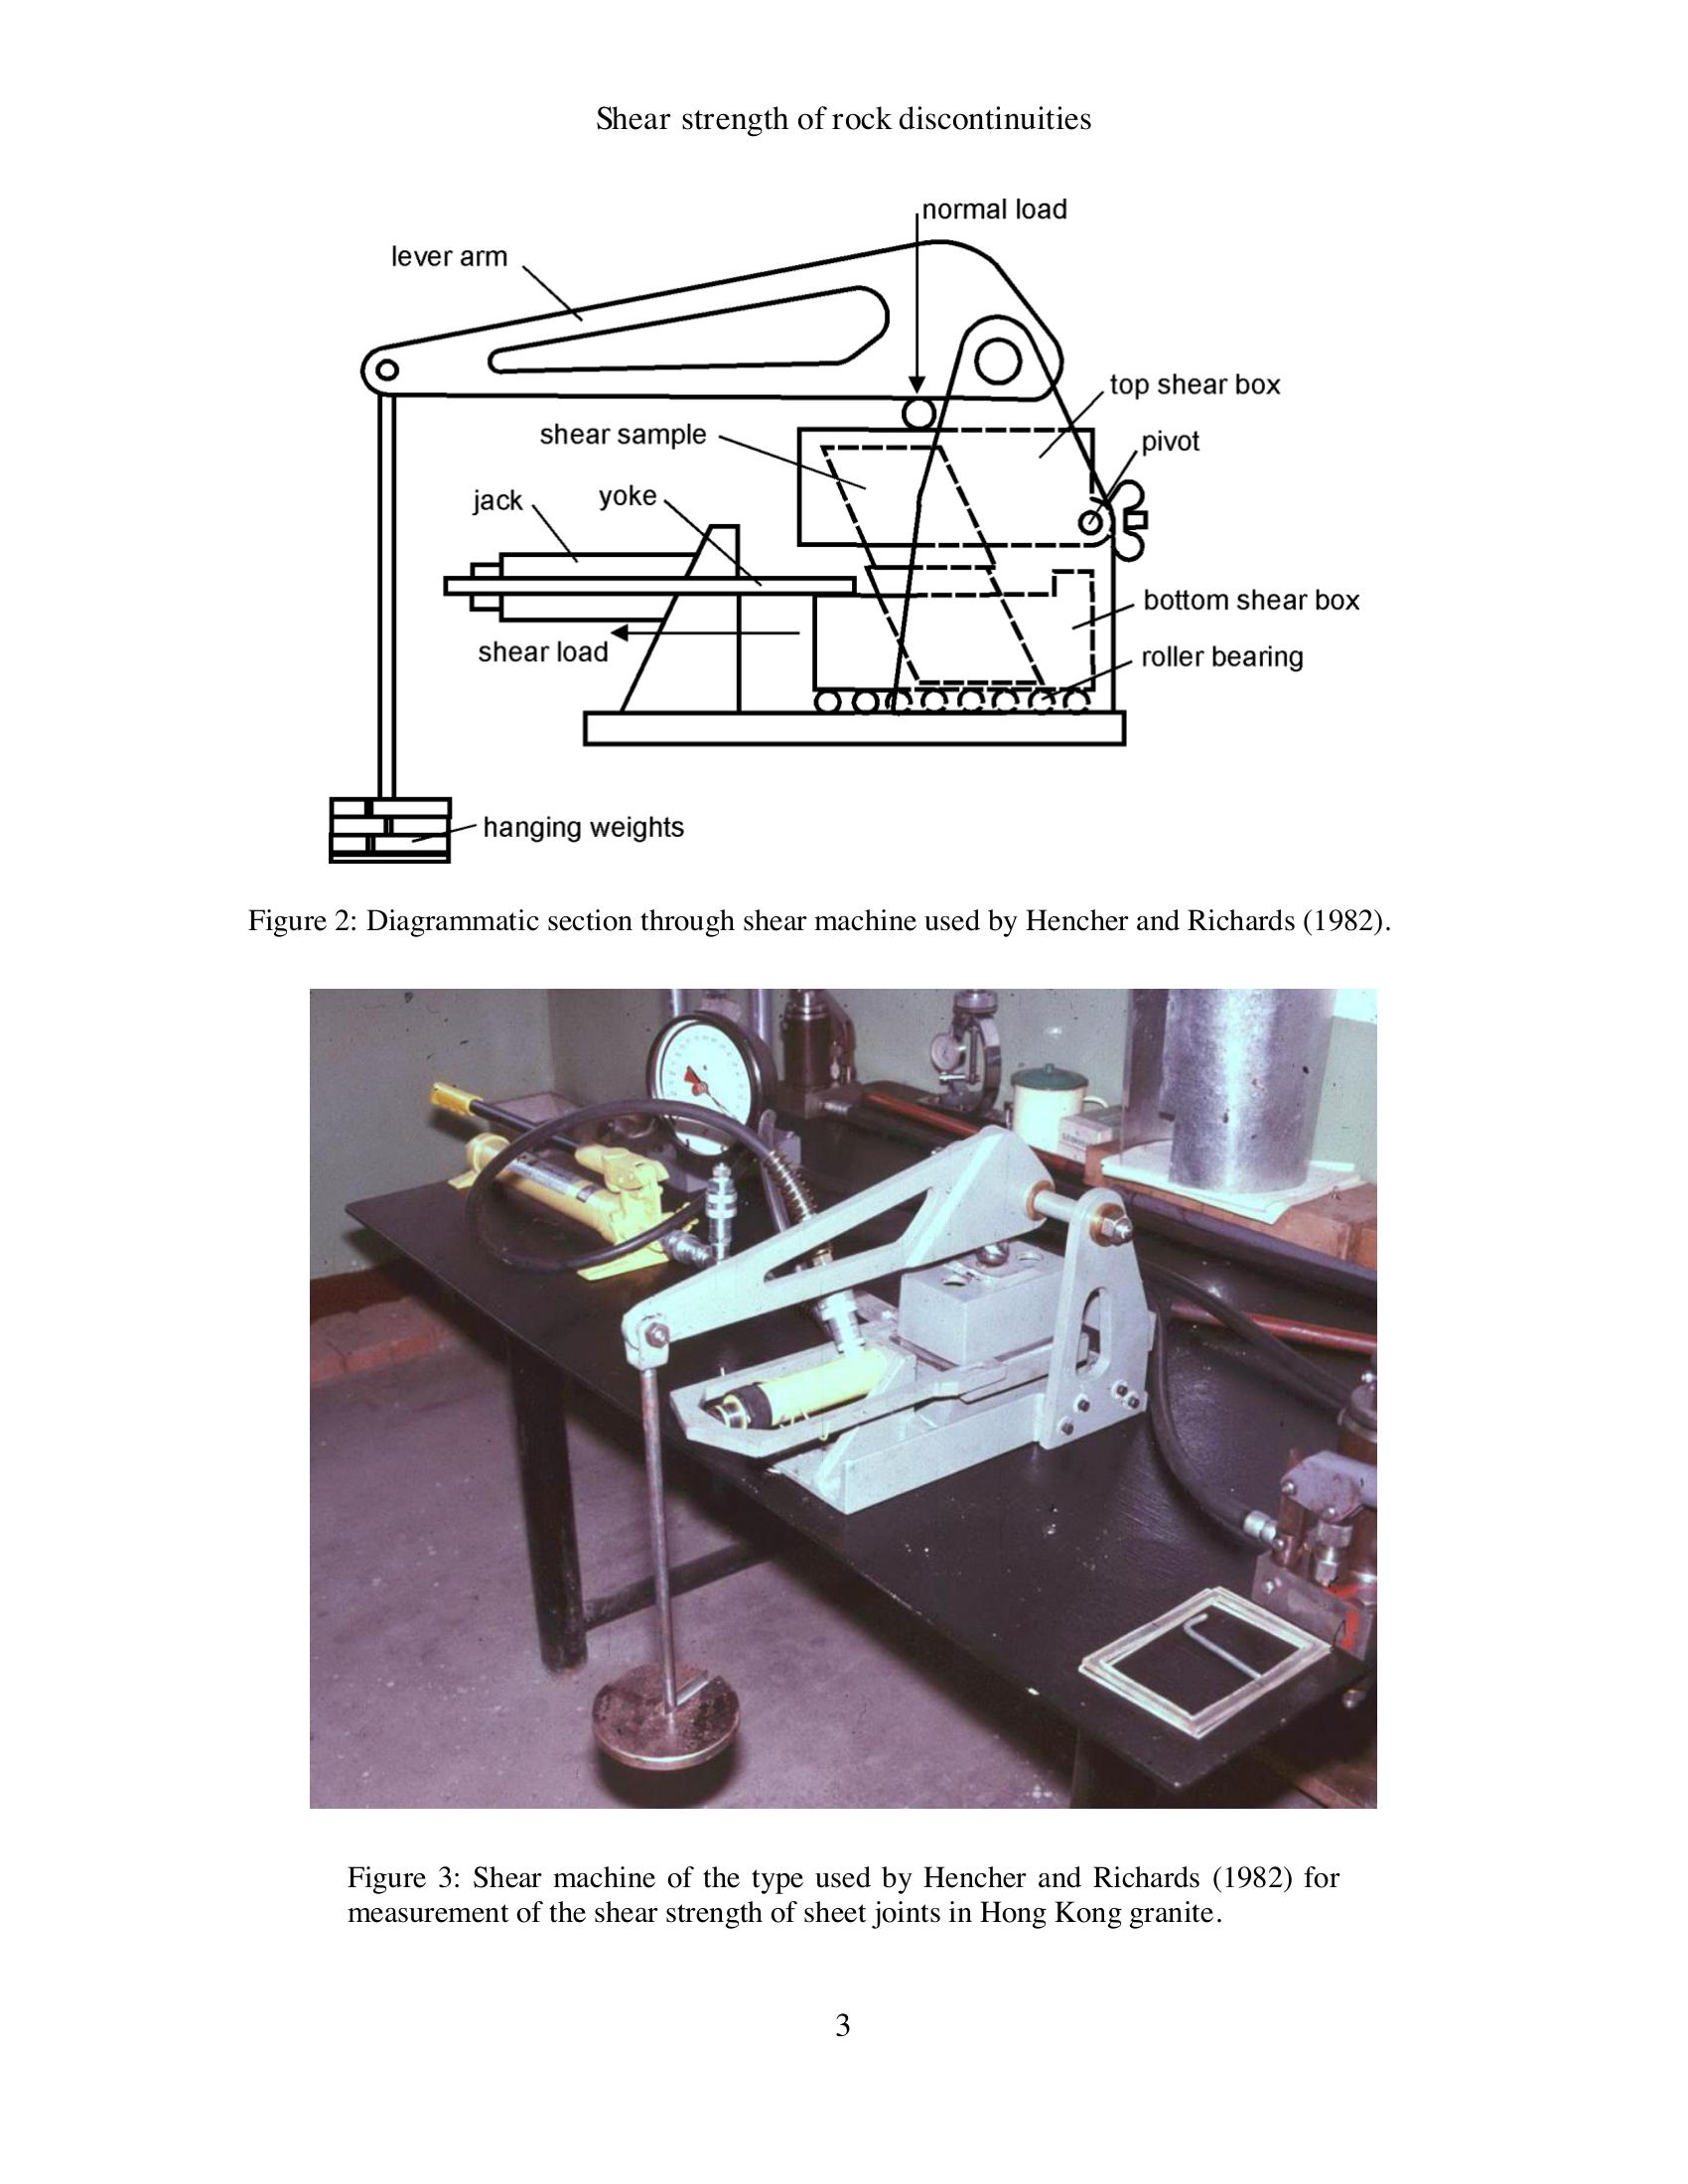 Shear strength of rock discontinuities
normal load
lever arm
top shear box
shear sample
pivot
jack
yoke
bottom shear box
shear load
roller bearing
hanging weights
Figure 2: Diagrammatic section through shear machine used by Hencher and Richards (1982).
Figure 3: Shear machine of the type used by Hencher and Richards (1982) for
measurement of the shear strength of sheet joints in Hong Kong granite.
3